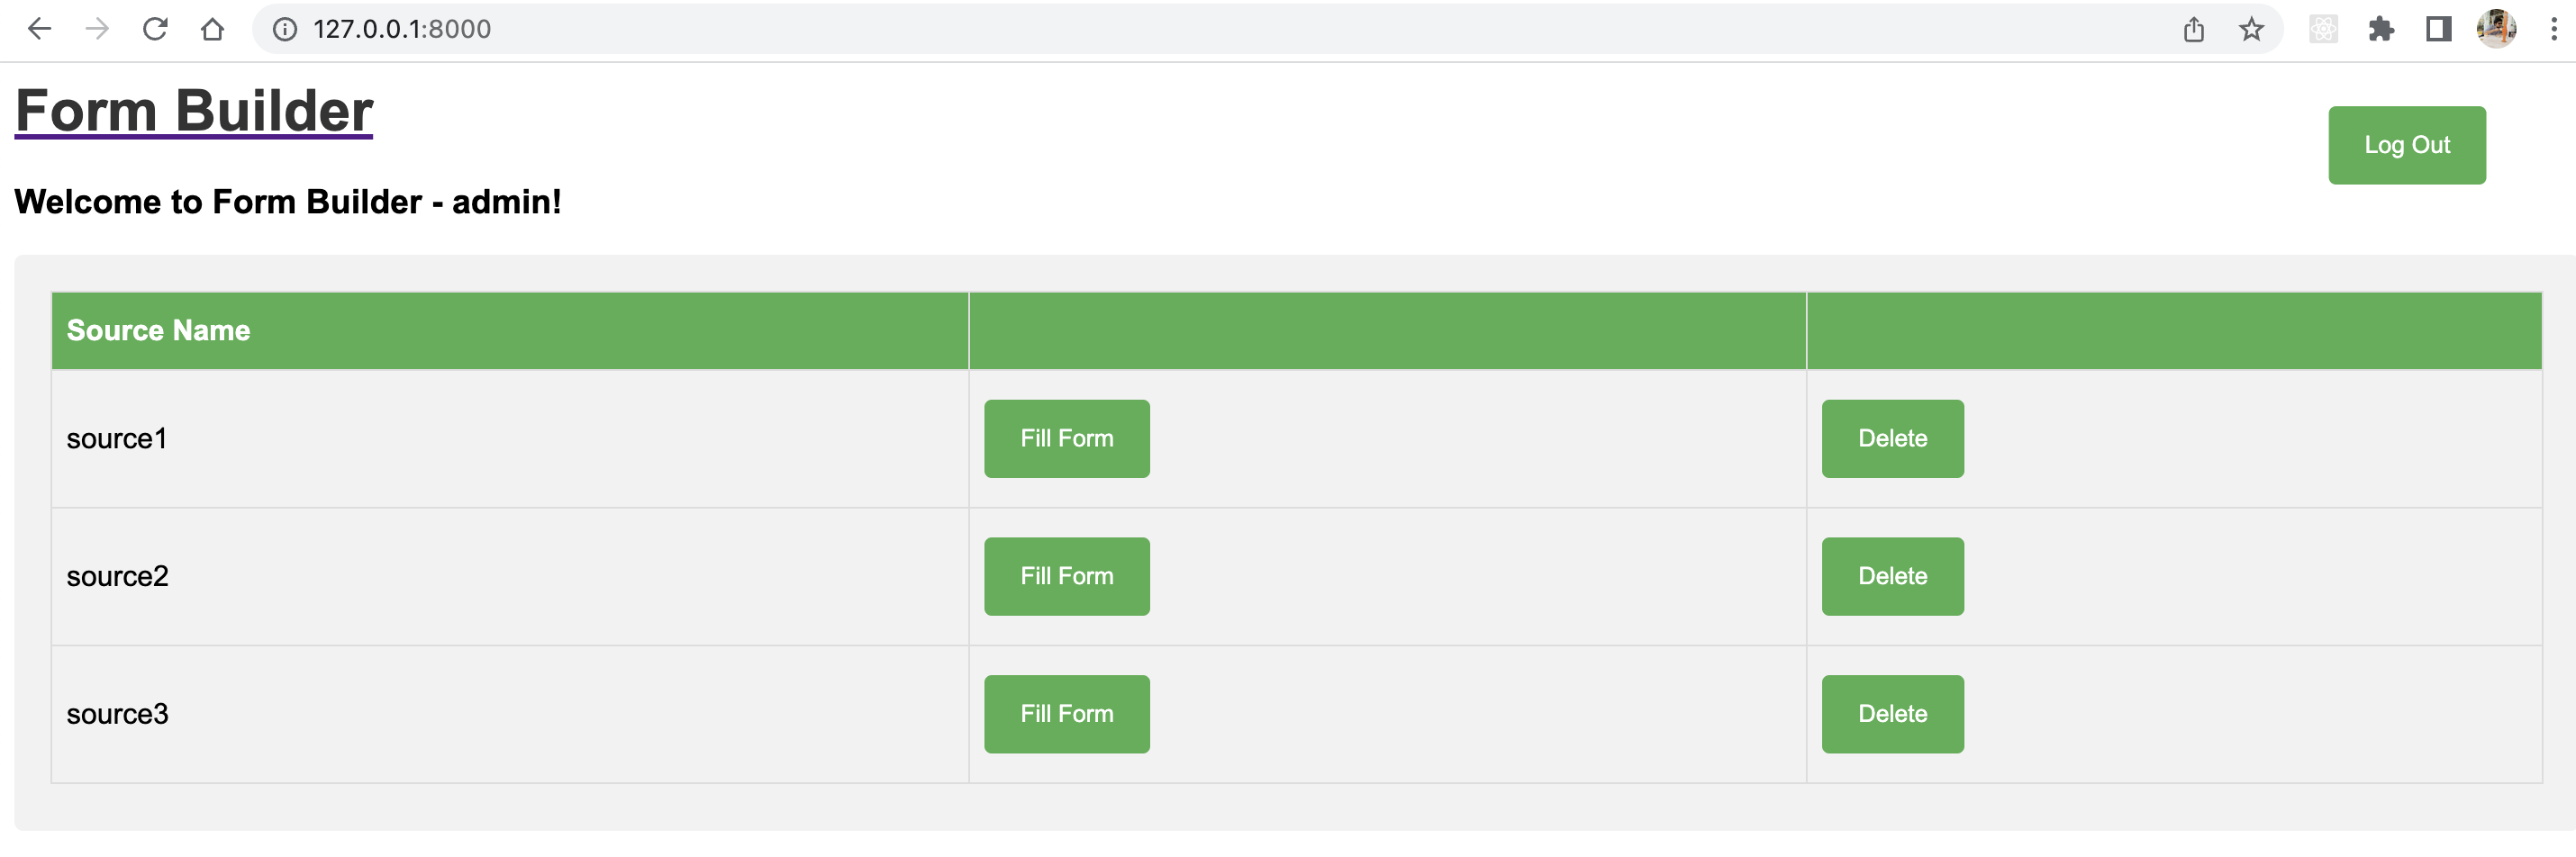 127.0.0.1:8000
Form Builder
Log Out
Welcome to Form Builder - admin!
Source Name
source1 Fill Form Delete
source2 Fill Form Delete
source3 Fill Form Delete